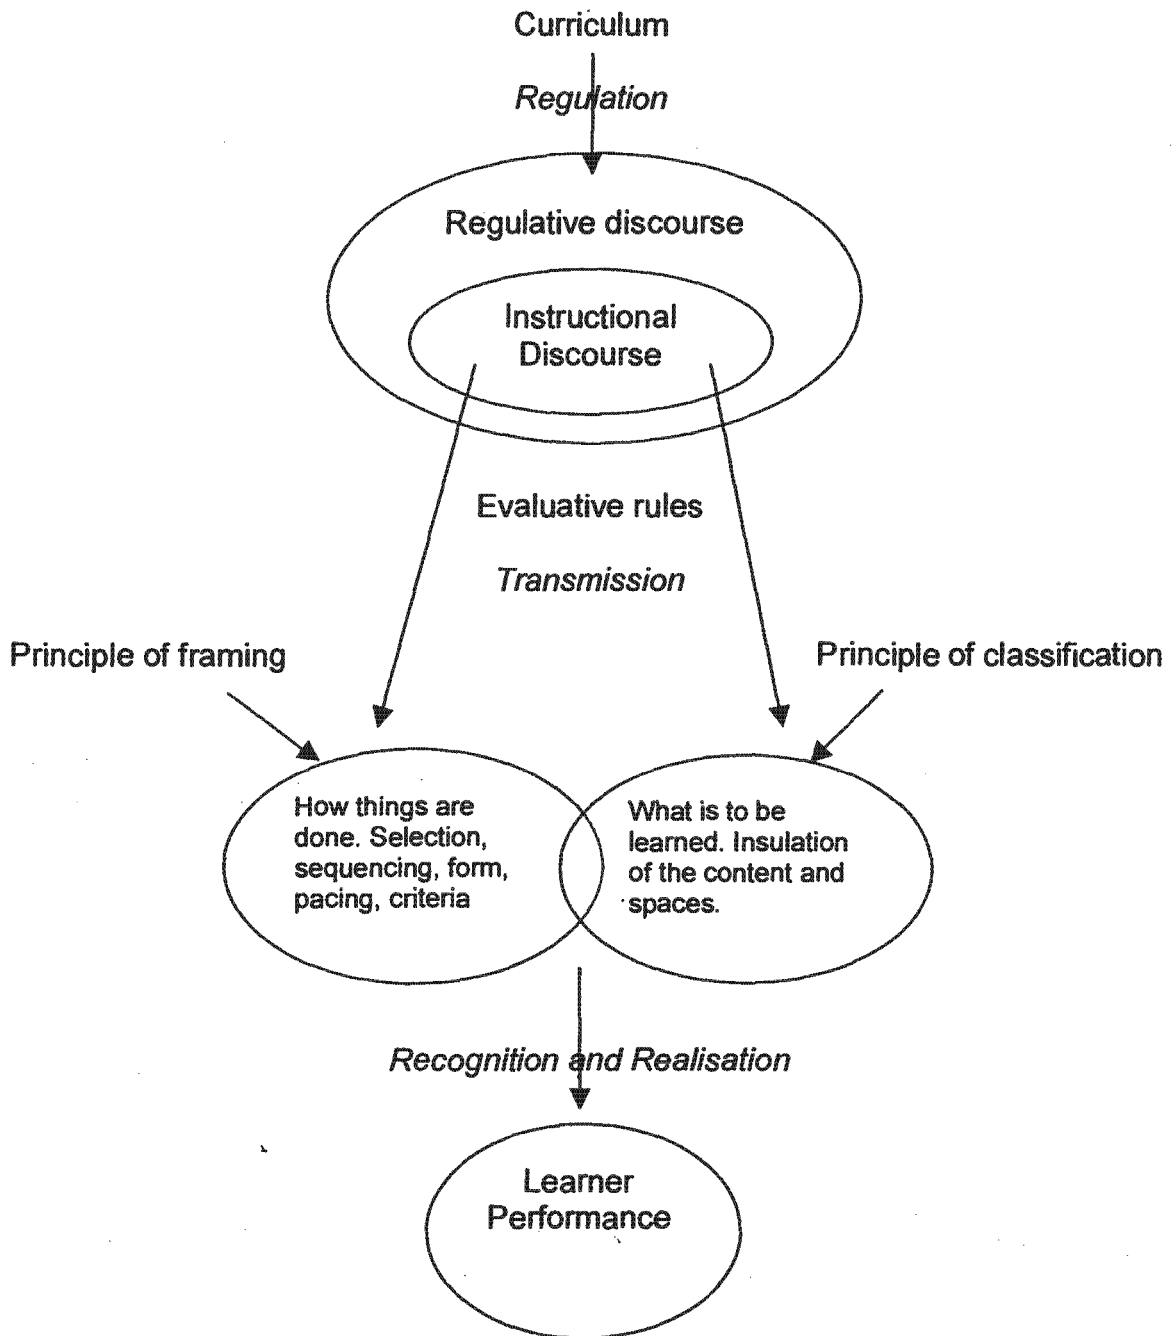 Curriculum
Regulation
Regulative discourse
Instructional
Discourse
Evaluative rules
Transmission
Principle of framing
Principle of classification
How things are
done. Selection,
sequencing, form,
pacing, criteria
What is to be
learned. Insulation
of the content and
spaces.
Recognition and Realisation
Learner
Performance